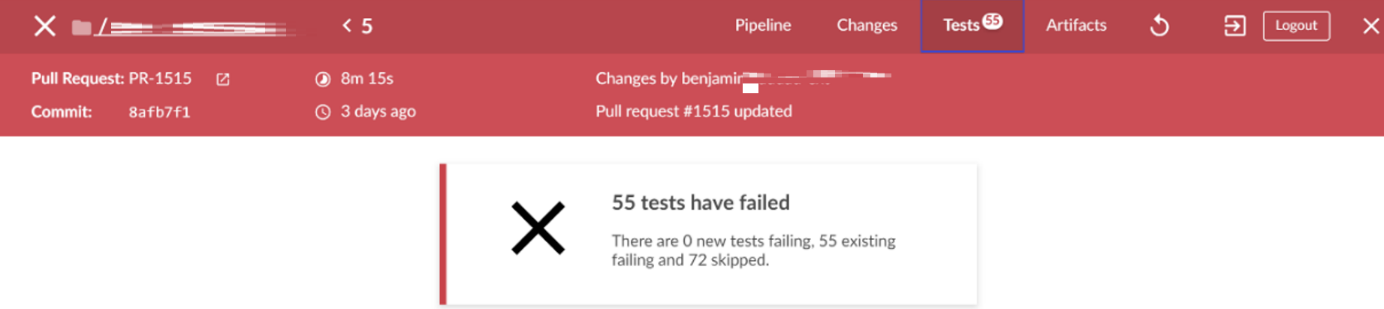 /
< 5
Pipeline
Changes
Tests 55
Artifacts
Logout
Pull Request: PR-1515
8m 15s
Changes by benjamin
Commit: 8afb7f1
3 days ago
Pull request #1515 updated
55 tests have failed
There are 0 new tests failing, 55 existing
failing and 72 skipped.